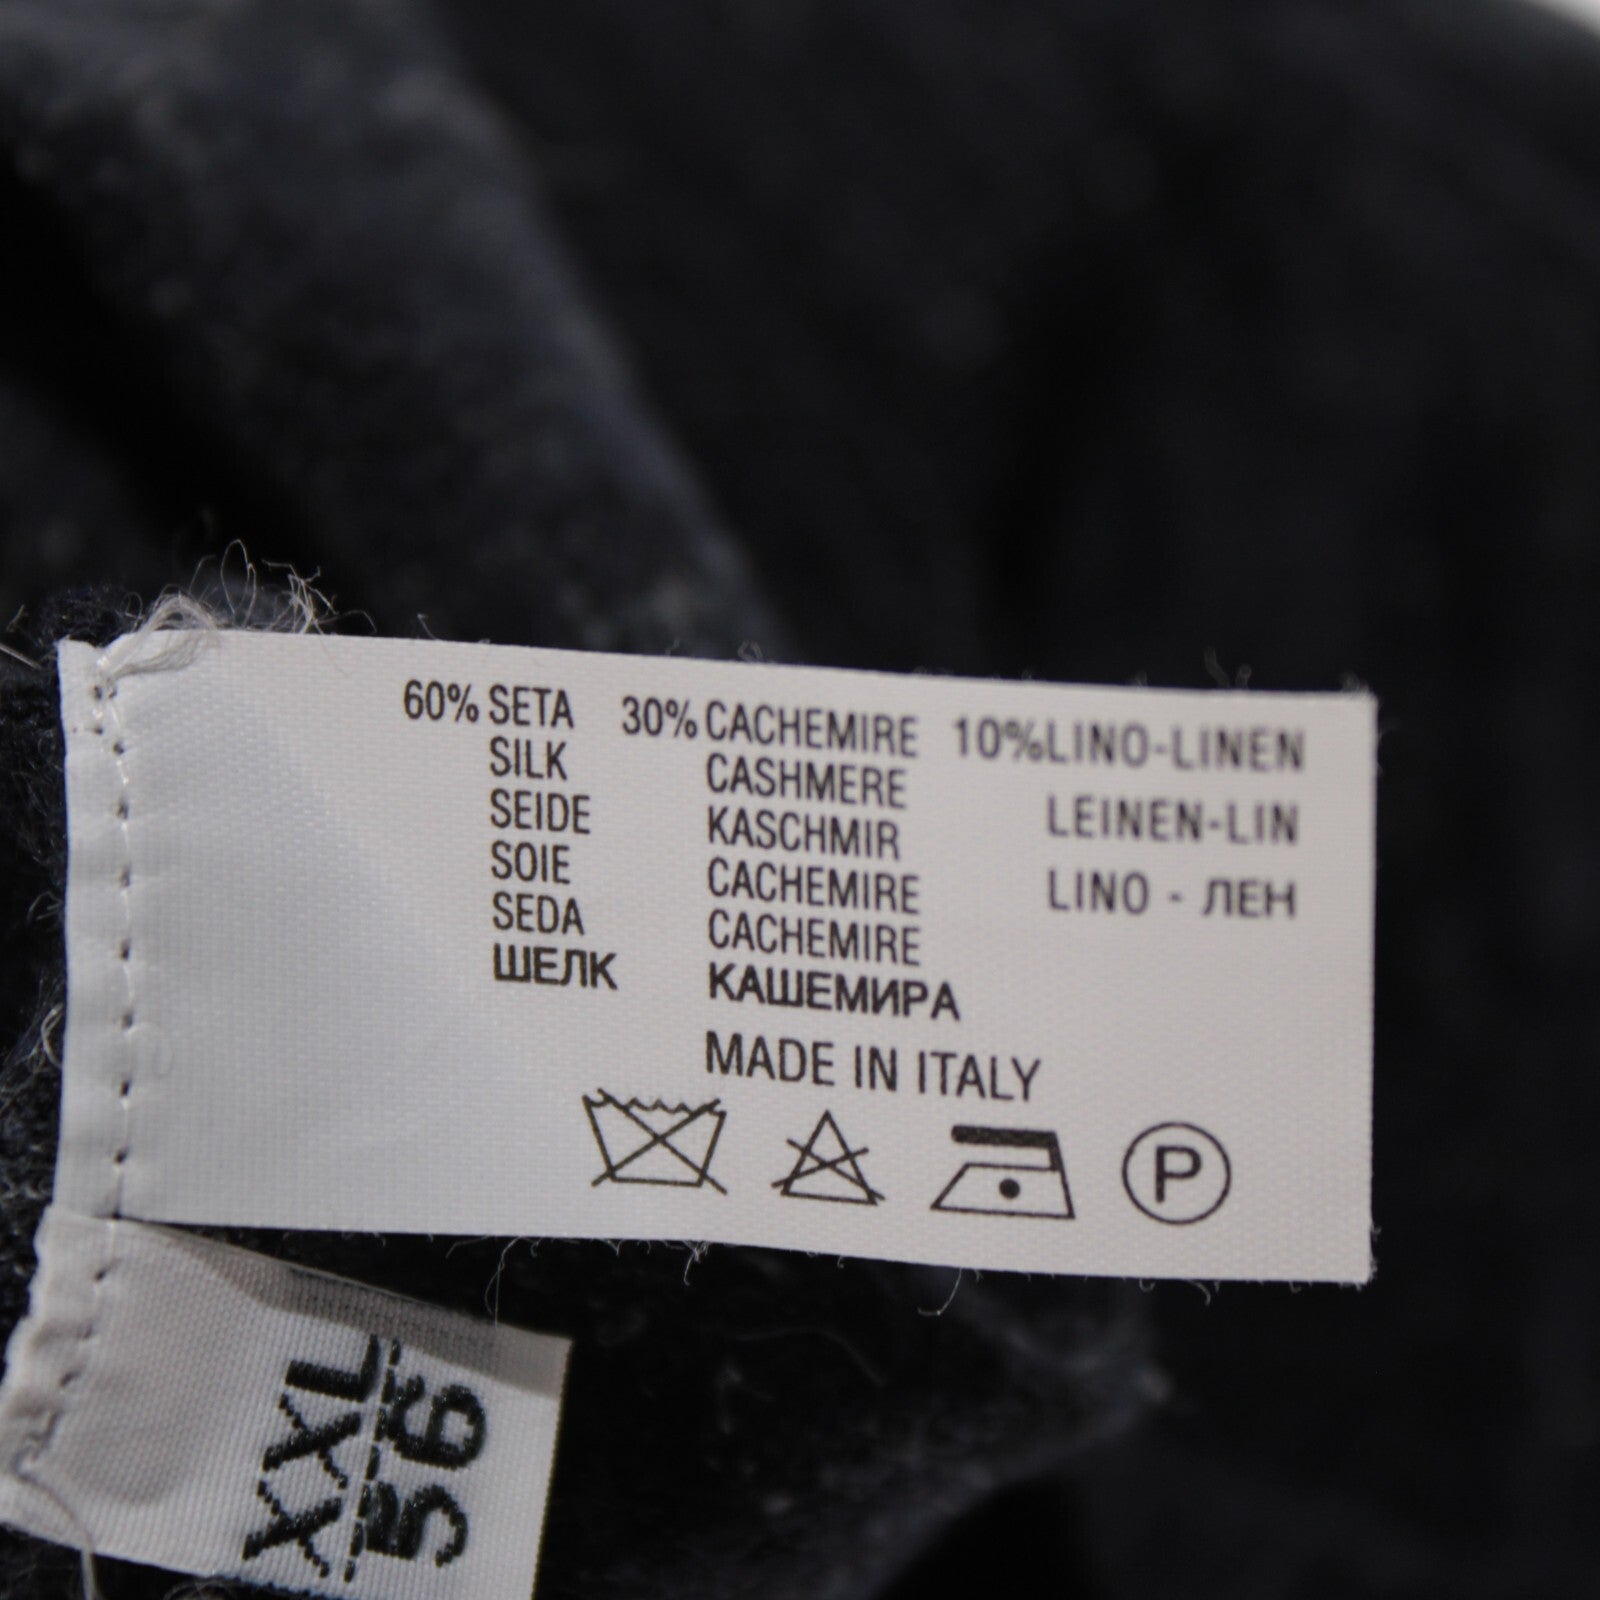 60% SETA 30% CACHEMIRE 10% LINO-LINEN
SILK CASHMERE LEINEN-LIN
SEIDE KASCHMIR LINO - ЛЕН
SOIE CACHEMIRE
SEDA CACHEMIRE
ШЕЛК КАШЕМИРА
MADE IN ITALY
P
XXL
56